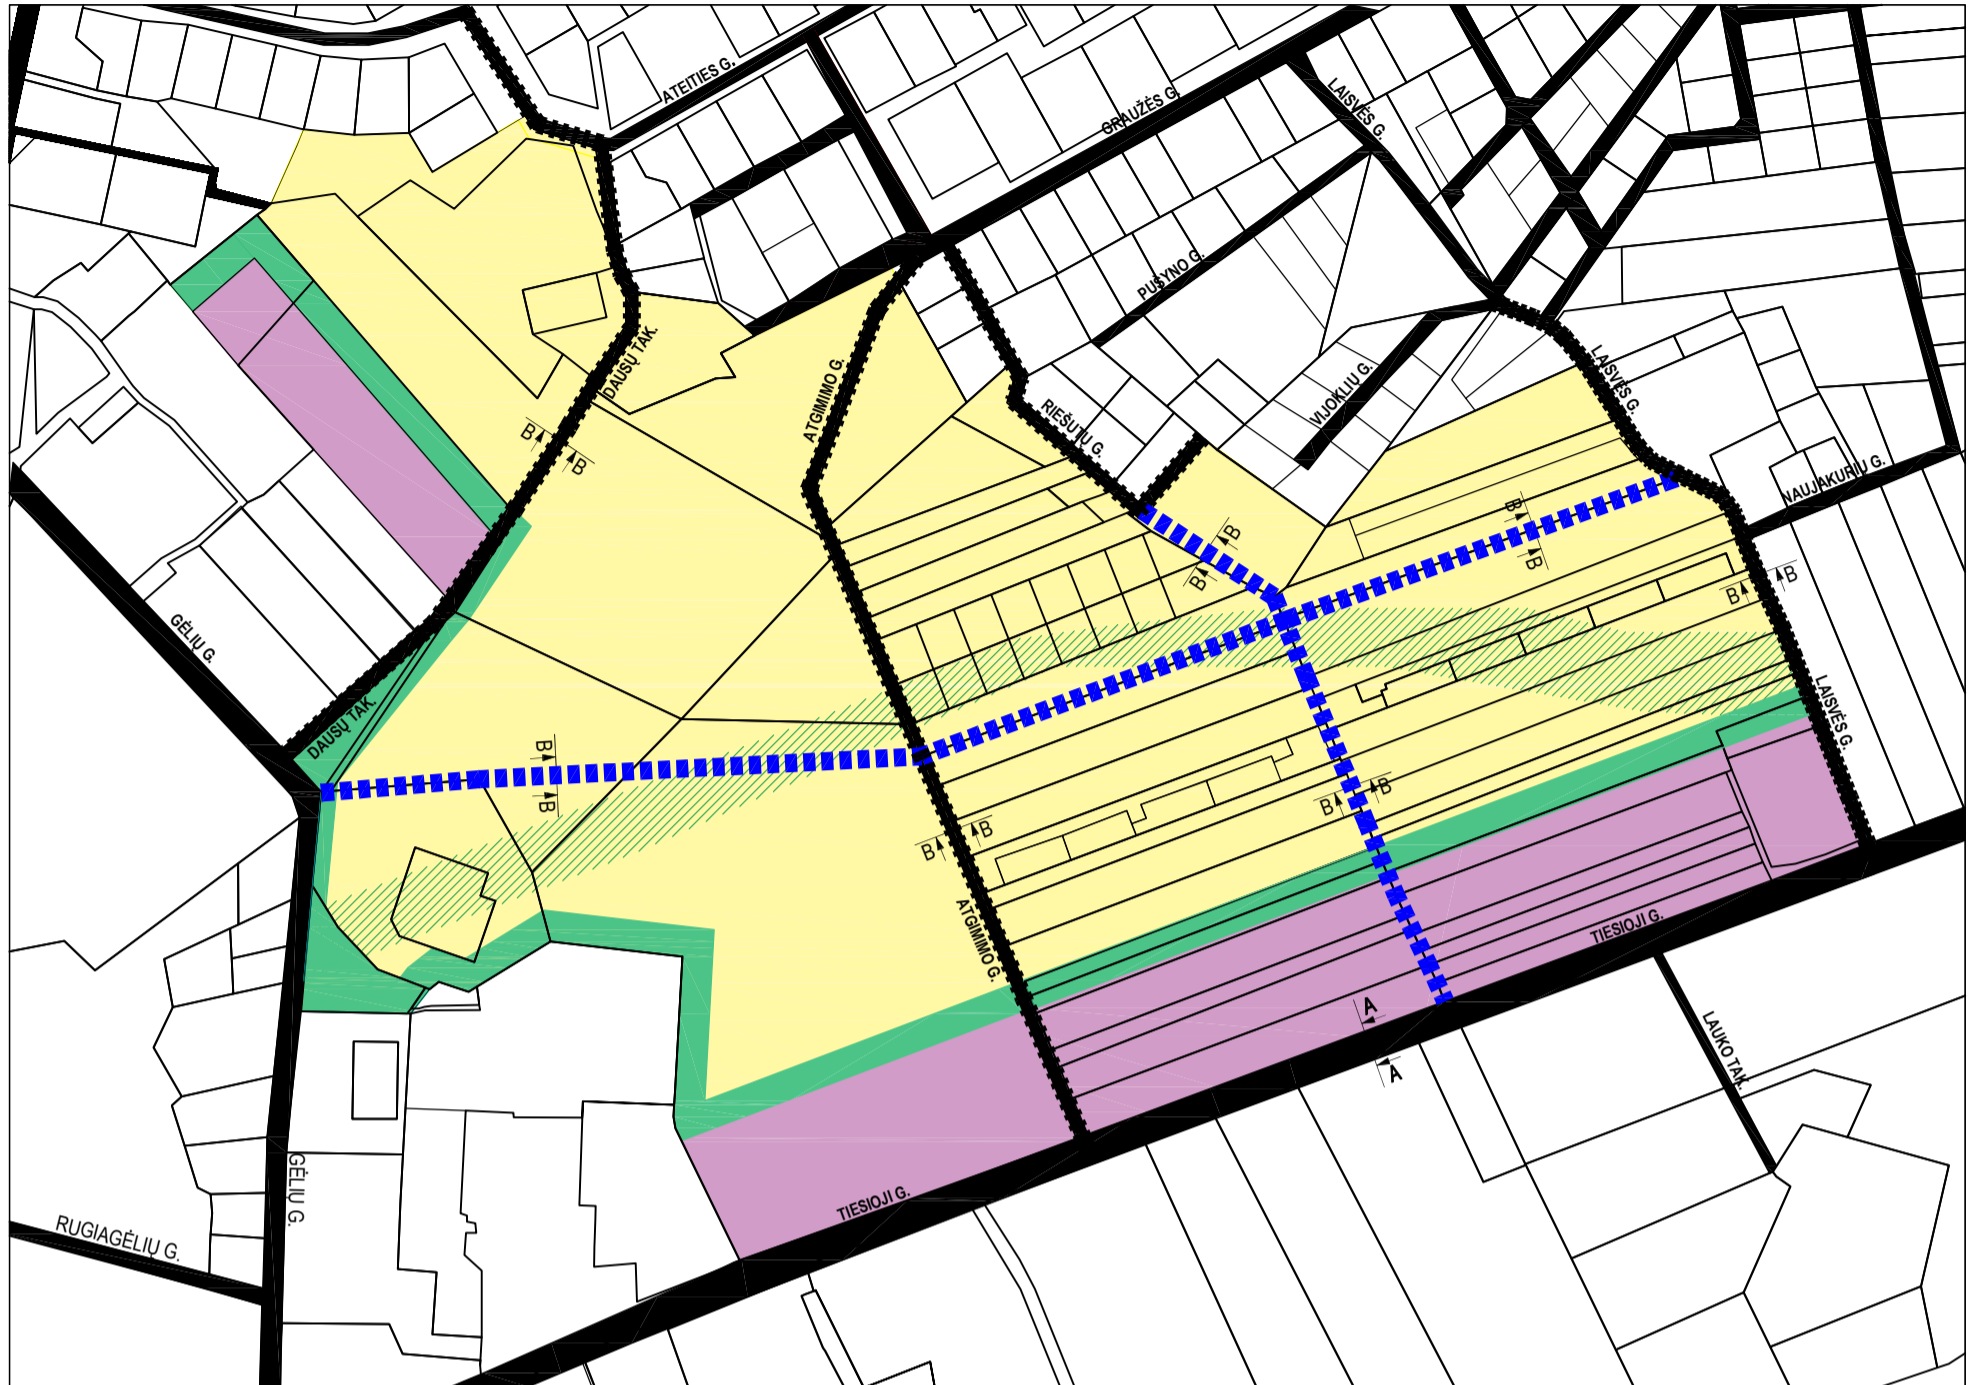 ATEITIES G.
GRAUŽĖS G.
LAISVĖS G.
PUŠYNO G.
DAUSŲ TAK.
ATGIMIMO G.
VIJOKLIŲ G.
LAISVĖS G.
RIEŠUTŲ G.
B
B
NAUJAKURIŲ G.
B
B
B
B
B
B
GĖLIŲ G.
DAUSŲ TAK.
LAISVĖS G.
B
B
B
B
B
B
ATGIMIMO G.
TIESIOJI G.
A
A
LAUKO TAK.
GĖLIŲ G.
TIESIOJI G.
RUGIAGĖLIŲ G.